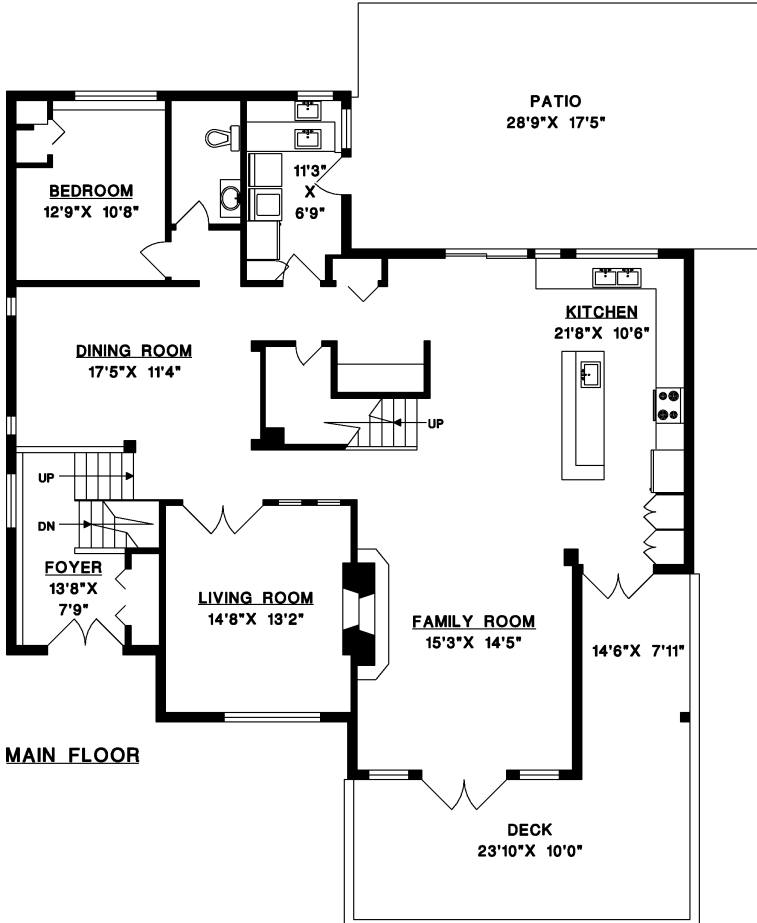 PATIO
28'9"X 17'5"
BEDROOM
12'9"X 10'8"
11'3"
X
6'9"
KITCHEN
21'8"X 10'6"
DINING ROOM
17'5"X 11'4"
UP
UP
DN
FOYER
13'8"X
7'9"
LIVING ROOM
14'8"X 13'2"
FAMILY ROOM
15'3"X 14'5"
14'6"X 7'11"
MAIN FLOOR
DECK
23'10"X 10'0"